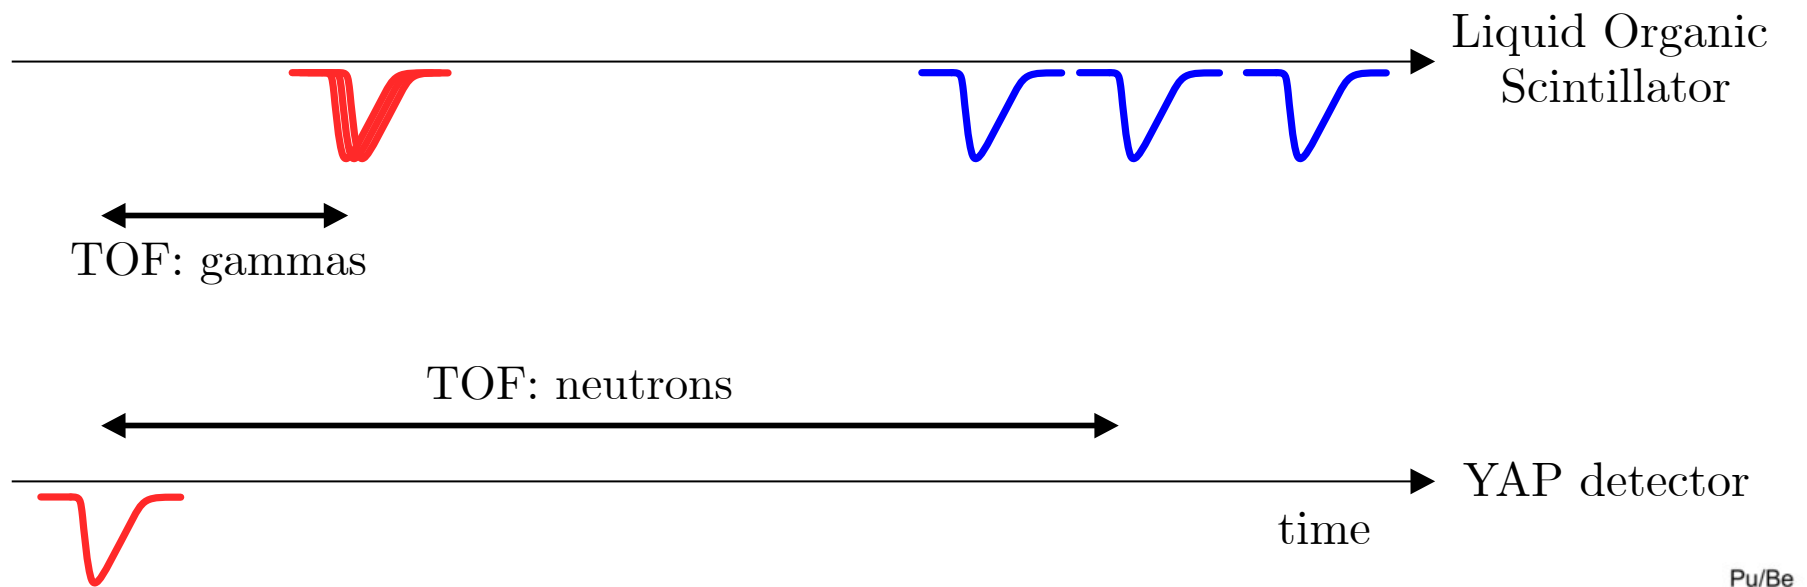 Liquid Organic
Scintillator
TOF: gammas
TOF: neutrons
YAP detector
time
Pu/Be